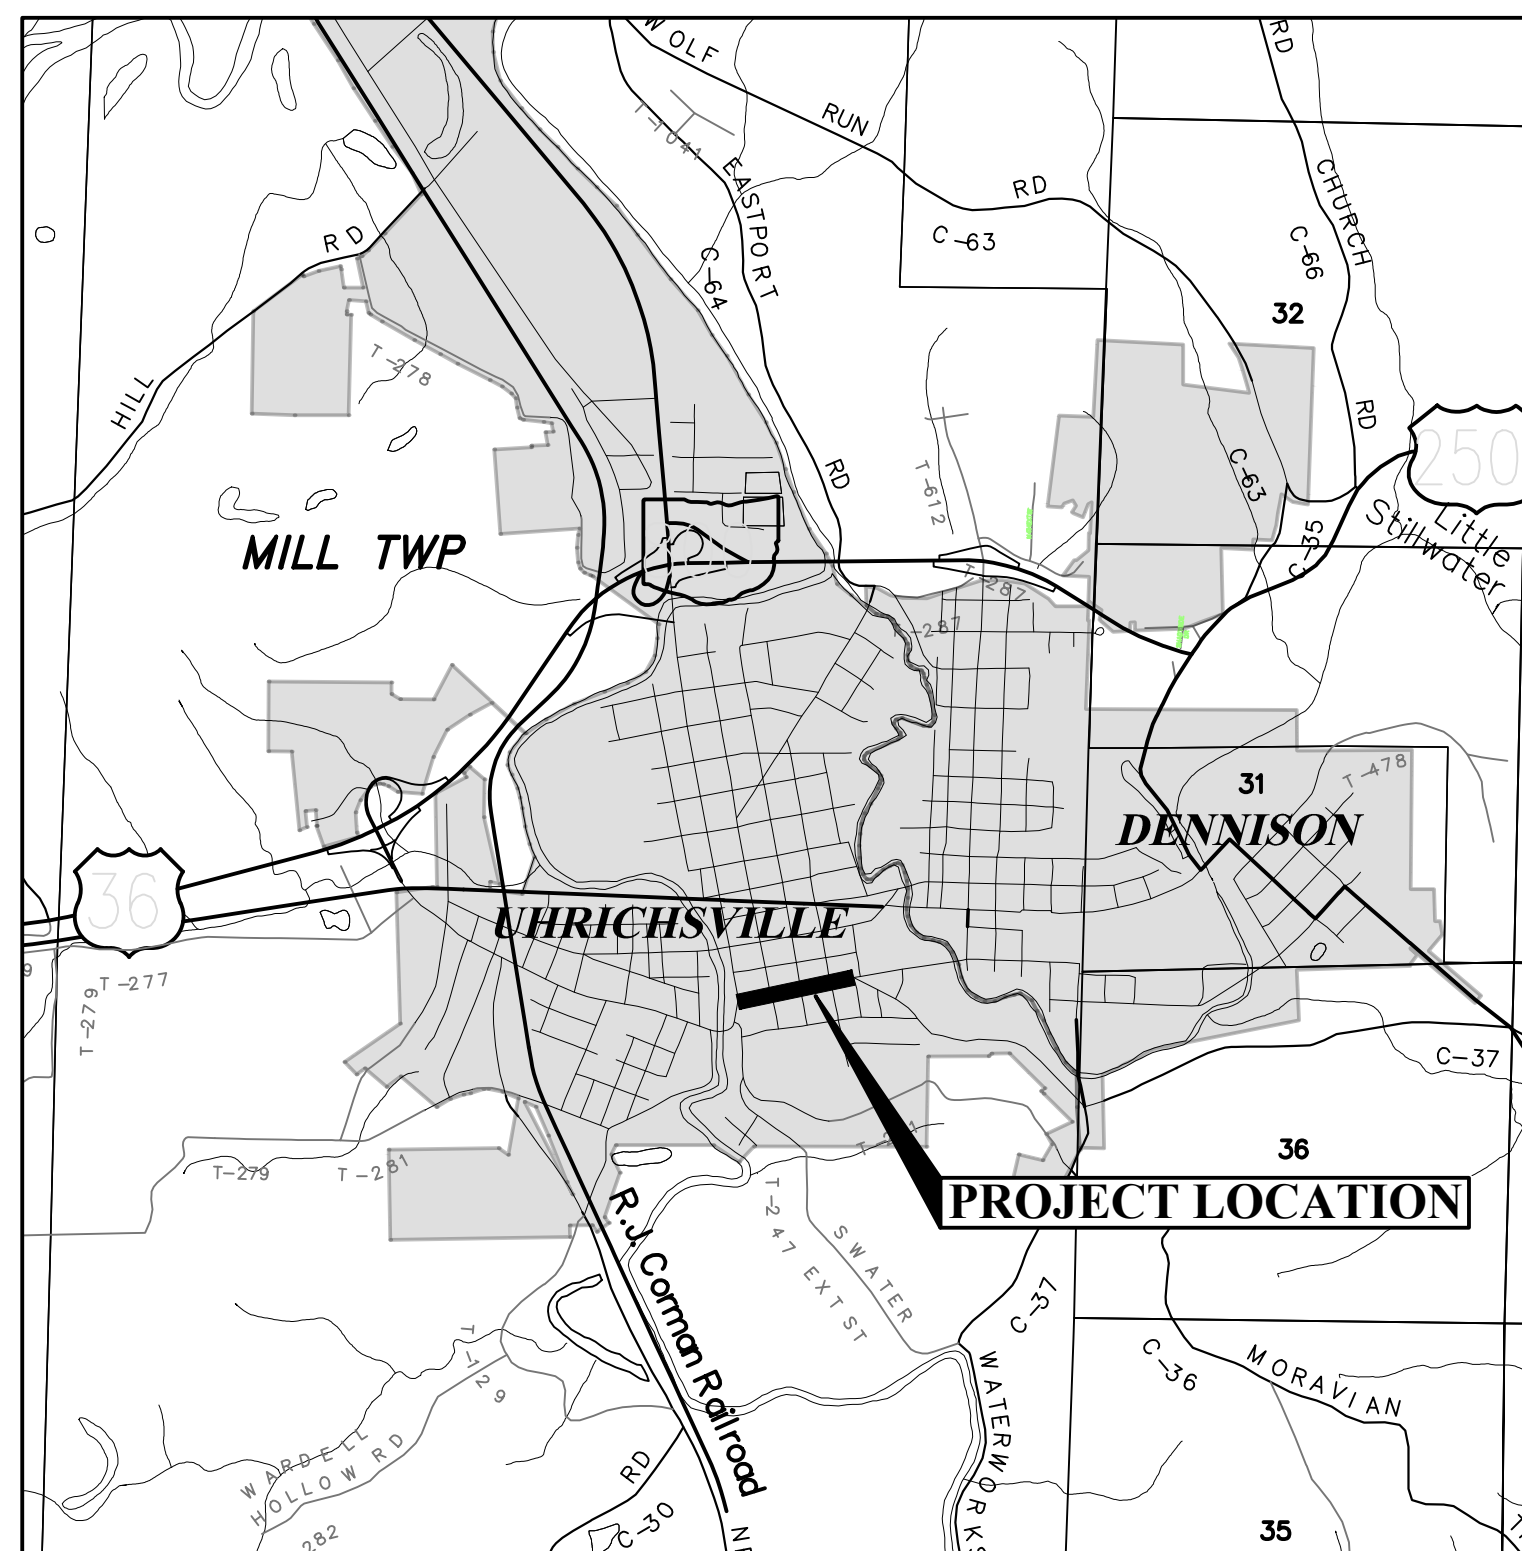 WOLF
RUN
RD
RD
CHURCH
RD
T-1041
EASTPORT
RD
C-64
C-63
C-66
32
RD
HILL
T-278
250
C-63
T-612
C-35
Little
Stillwater
MILL TWP
T-287
T-287
31
T-478
DENNISON
36
UHRICHSVILLE
9
T-277
T-279
C-37
T-279
T-281
36
PROJECT LOCATION
R.J. Corman Railroad
T-247 EXT ST
SWATER
C-37
T-129
C-36
MORAVIAN
WATERWORKS
WARDELL
HOLLOW RD
RD
C-30
282
35